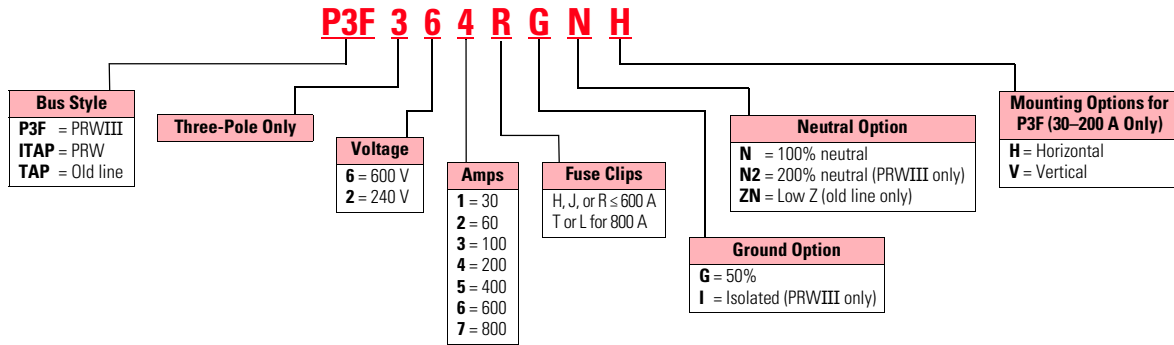 P3F 3 6 4 R G N H
Bus Style
P3F = PRWIII
ITAP = PRW
TAP = Old line
Three-Pole Only
Voltage
6 = 600 V
2 = 240 V
Amps
1 = 30
2 = 60
3 = 100
4 = 200
5 = 400
6 = 600
7 = 800
Fuse Clips
H, J, or R ≤ 600 A
T or L for 800 A
Ground Option
G = 50%
I = Isolated (PRWIII only)
Neutral Option
N = 100% neutral
N2 = 200% neutral (PRWIII only)
ZN = Low Z (old line only)
Mounting Options for
P3F (30–200 A Only)
H = Horizontal
V = Vertical